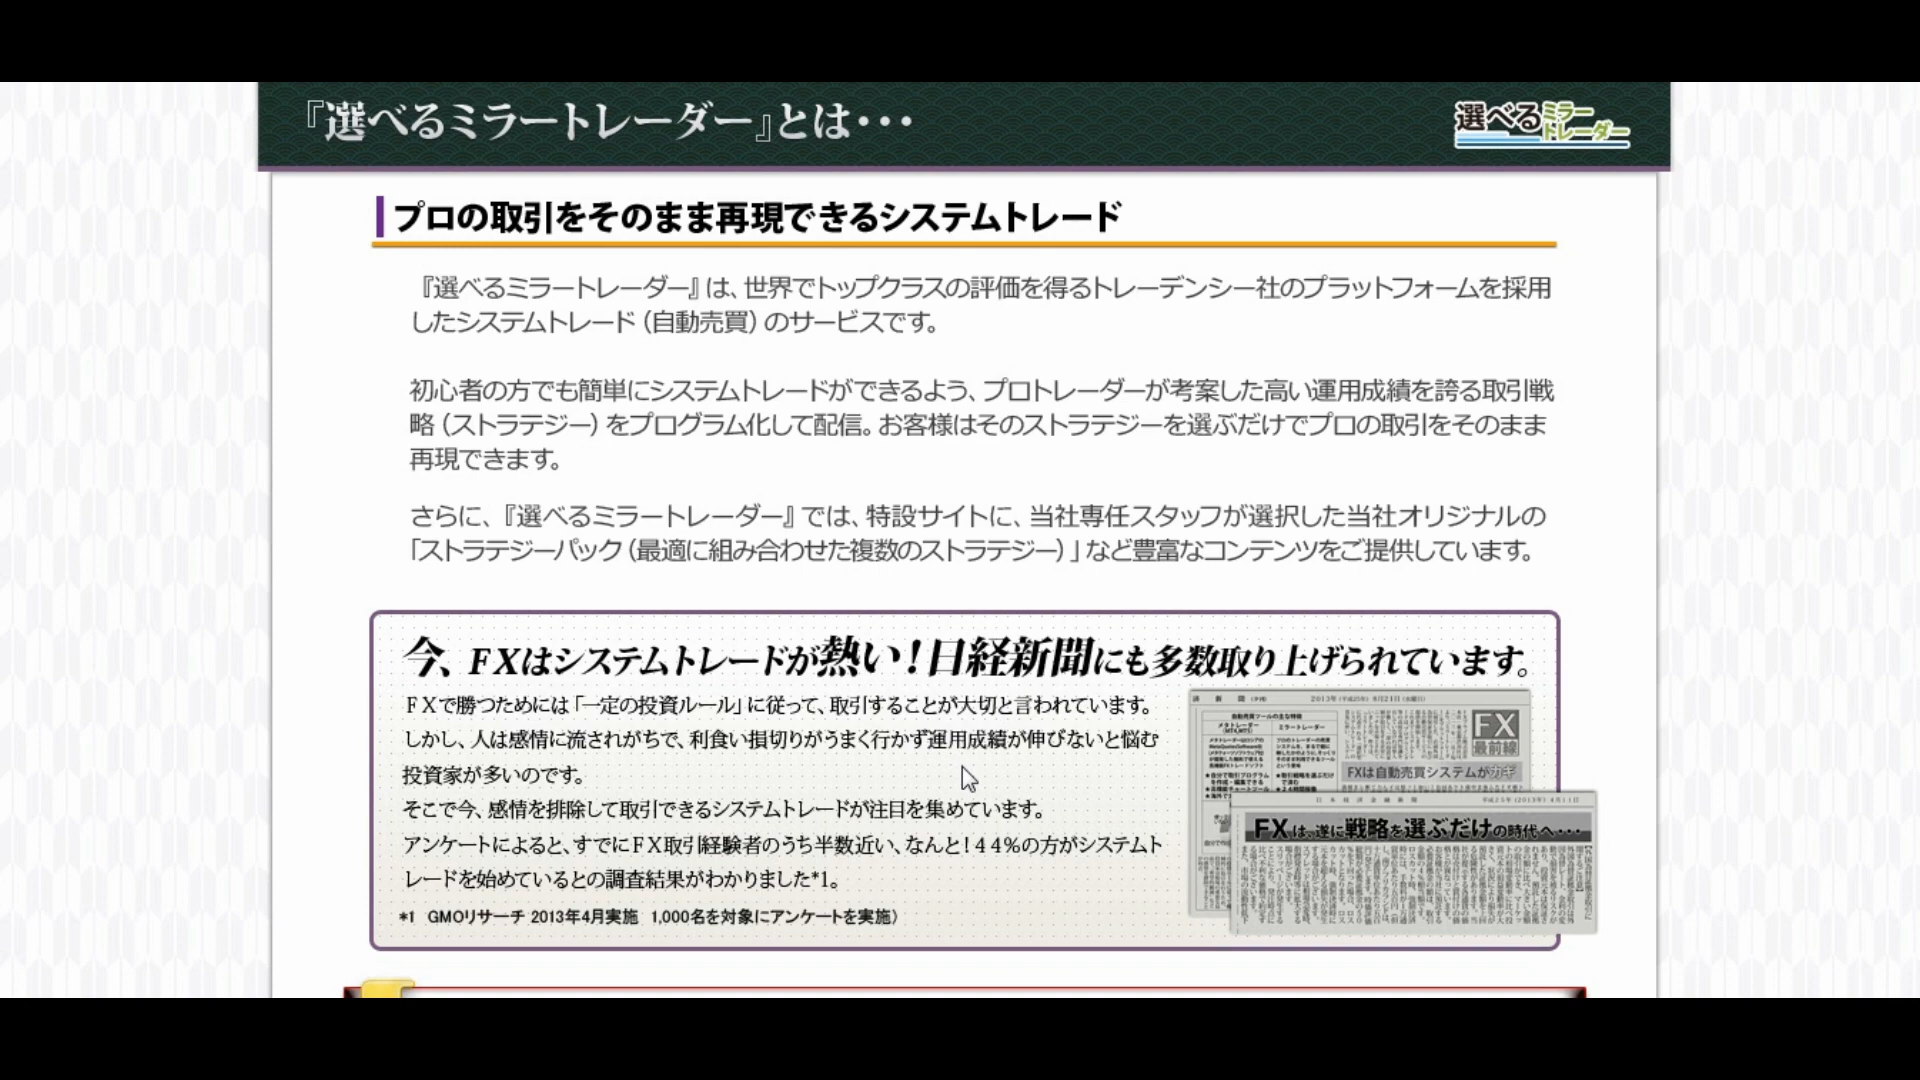 『選べるミラートレーダー』とは・・・
選べるミラートレーダー
プロの取引をそのまま再現できるシステムトレード
『選べるミラートレーダー』は、世界でトップクラスの評価を得るトレーデンシー社のプラットフォームを採用
したシステムトレード（自動売買）のサービスです。
初心者の方でも簡単にシステムトレードができるよう、プロトレーダーが考案した高い運用成績を誇る取引戦
略（ストラテジー）をプログラム化して配信。お客様はそのストラテジーを選ぶだけでプロの取引をそのまま
再現できます。
さらに、『選べるミラートレーダー』では、特設サイトに、当社専任スタッフが選択した当社オリジナルの
「ストラテジーパック（最適に組み合わせた複数のストラテジー）」など豊富なコンテンツをご提供しています。
今、ＦＸはシステムトレードが熱い！日経新聞にも多数取り上げられています。
ＦＸで勝つためには「一定の投資ルール」に従って、取引することが大切と言われています。
しかし、人は感情に流されがちで、利食い損切りがうまく行かず運用成績が伸びないと悩む
投資家が多いのです。
そこで今、感情を排除して取引できるシステムトレードが注目を集めています。
アンケートによると、すでにＦＸ取引経験者のうち半数近い、なんと！４４％の方がシステムト
レードを始めているとの調査結果がわかりました*1。
*1　GMOリサーチ 2013年4月実施　1,000名を対象にアンケートを実施）
自動売買ツールの主な特徴
ミラートレーダー
FX
最前線
FXは自動売買システムがカギ
FXは、遂に戦略を選ぶだけの時代へ・・・